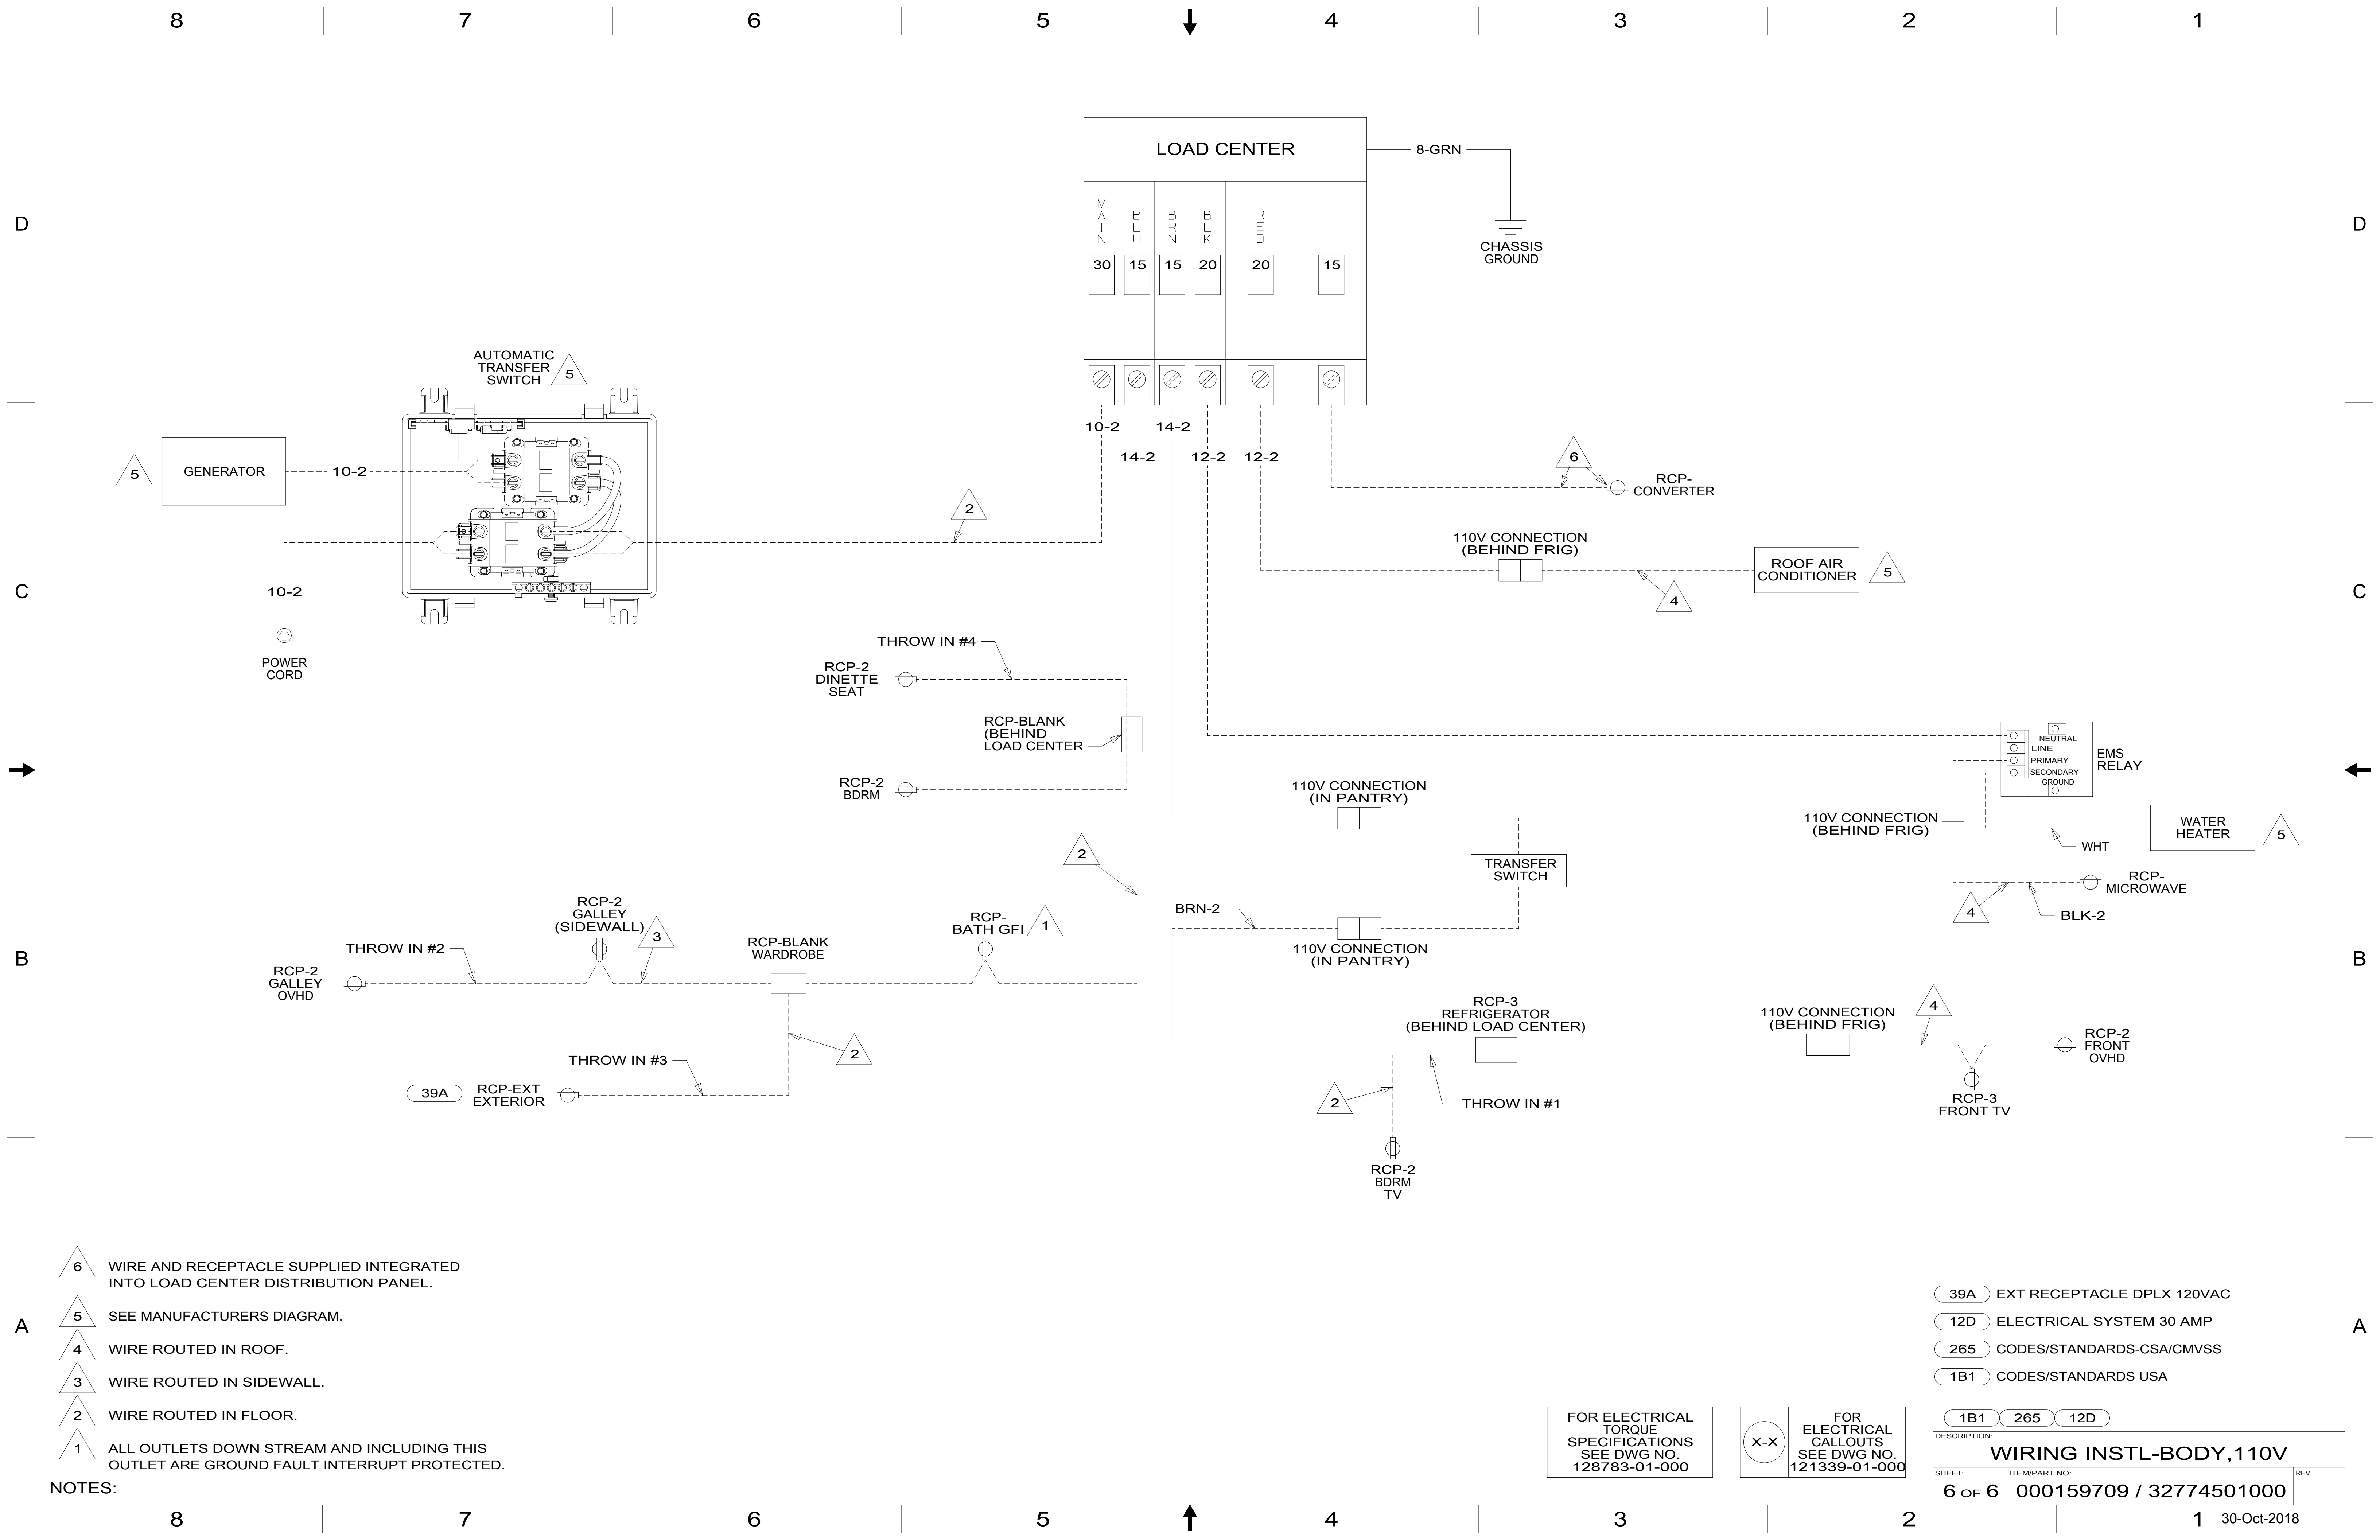 8 7 6 5 4 3 2 1
D
D
C
C
B
B
A
A
LOAD CENTER
8-GRN
CHASSIS
GROUND
MAIN BLU BRN BLK RED
30 15 15 20 20 15
10-2 14-2
14-2 12-2 12-2
AUTOMATIC
TRANSFER
SWITCH
5
5
GENERATOR
10-2
10-2
POWER
CORD
2
6
RCP-
CONVERTER
110V CONNECTION
(BEHIND FRIG)
ROOF AIR
CONDITIONER
5
4
THROW IN #4
RCP-2
DINETTE
SEAT
RCP-BLANK
(BEHIND
LOAD CENTER
RCP-2
BDRM
NEUTRAL
LINE
PRIMARY
SECONDARY
GROUND
EMS
RELAY
110V CONNECTION
(IN PANTRY)
110V CONNECTION
(BEHIND FRIG)
WATER
HEATER
5
WHT
TRANSFER
SWITCH
RCP-
MICROWAVE
4
BLK-2
2
BRN-2
110V CONNECTION
(IN PANTRY)
RCP-2
GALLEY
(SIDEWALL)
3
THROW IN #2
RCP-BLANK
WARDROBE
RCP-
BATH GFI
1
RCP-2
GALLEY
OVHD
2
THROW IN #3
39A
RCP-EXT
EXTERIOR
RCP-3
REFRIGERATOR
(BEHIND LOAD CENTER)
110V CONNECTION
(BEHIND FRIG)
4
RCP-2
FRONT
OVHD
RCP-3
FRONT TV
2
THROW IN #1
RCP-2
BDRM
TV
6 WIRE AND RECEPTACLE SUPPLIED INTEGRATED
INTO LOAD CENTER DISTRIBUTION PANEL.
5 SEE MANUFACTURERS DIAGRAM.
4 WIRE ROUTED IN ROOF.
3 WIRE ROUTED IN SIDEWALL.
2 WIRE ROUTED IN FLOOR.
1 ALL OUTLETS DOWN STREAM AND INCLUDING THIS
OUTLET ARE GROUND FAULT INTERRUPT PROTECTED.
NOTES:
39A EXT RECEPTACLE DPLX 120VAC
12D ELECTRICAL SYSTEM 30 AMP
265 CODES/STANDARDS-CSA/CMVSS
1B1 CODES/STANDARDS USA
1B1 265 12D
FOR ELECTRICAL
TORQUE
SPECIFICATIONS
SEE DWG NO.
128783-01-000
X-X
FOR
ELECTRICAL
CALLOUTS
SEE DWG NO.
121339-01-000
DESCRIPTION:
WIRING INSTL-BODY,110V
SHEET:
6 OF 6
ITEM/PART NO:
000159709 / 32774501000
REV
8 7 6 5 4 3 2 1
30-Oct-2018